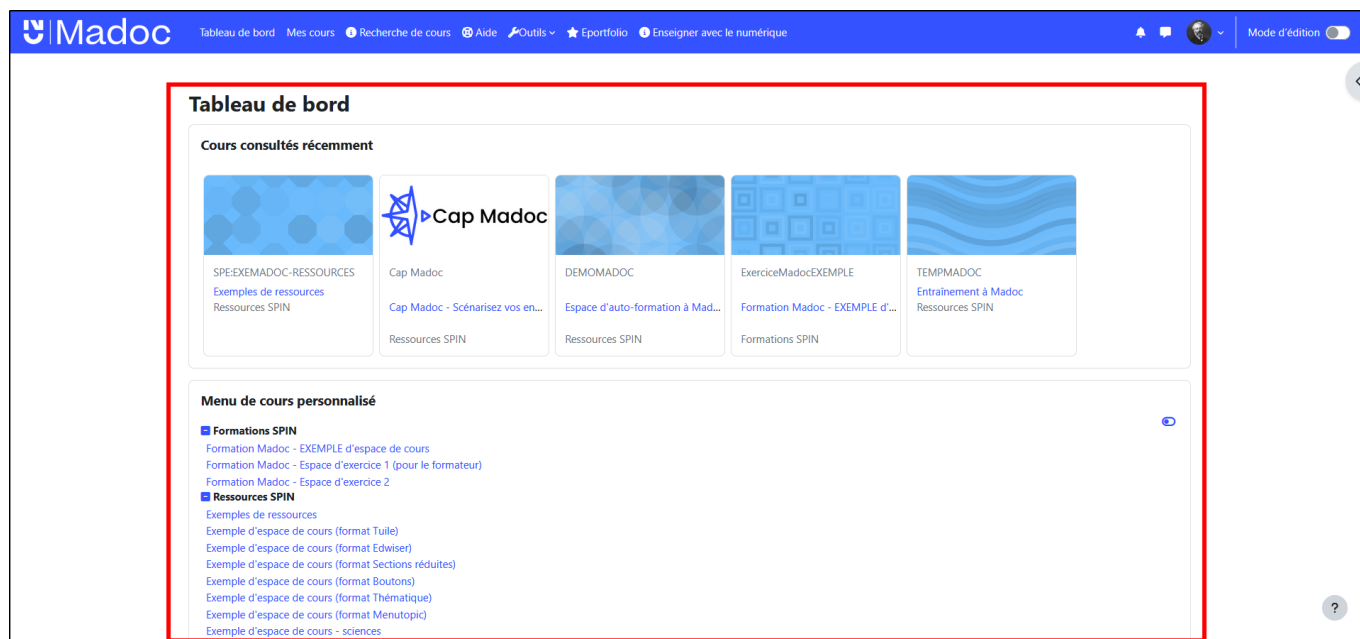 Madoc
Tableau de bord Mes cours Recherche de cours Aide Outils Eportfolio Enseigner avec le numérique Mode d'édition
Tableau de bord
Cours consultés récemment
Cap Madoc
SPE:EXEMADOC-RESSOURCES
Exemples de ressources
Ressources SPIN
Cap Madoc
Cap Madoc - Scénarisez vos en...
Ressources SPIN
DEMOMADOC
Espace d'auto-formation à Mad...
Ressources SPIN
ExerciceMadocEXEMPLE
Formation Madoc - EXEMPLE d'...
Formations SPIN
TEMPMADOC
Entraînement à Madoc
Ressources SPIN
Menu de cours personnalisé
Formations SPIN
Formation Madoc - EXEMPLE d'espace de cours
Formation Madoc - Espace d'exercice 1 (pour le formateur)
Formation Madoc - Espace d'exercice 2
Ressources SPIN
Exemples de ressources
Exemple d'espace de cours (format Tuile)
Exemple d'espace de cours (format Edwiser)
Exemple d'espace de cours (format Sections réduites)
Exemple d'espace de cours (format Boutons)
Exemple d'espace de cours (format Thématique)
Exemple d'espace de cours (format Menutopic)
Exemple d'espace de cours - sciences
?